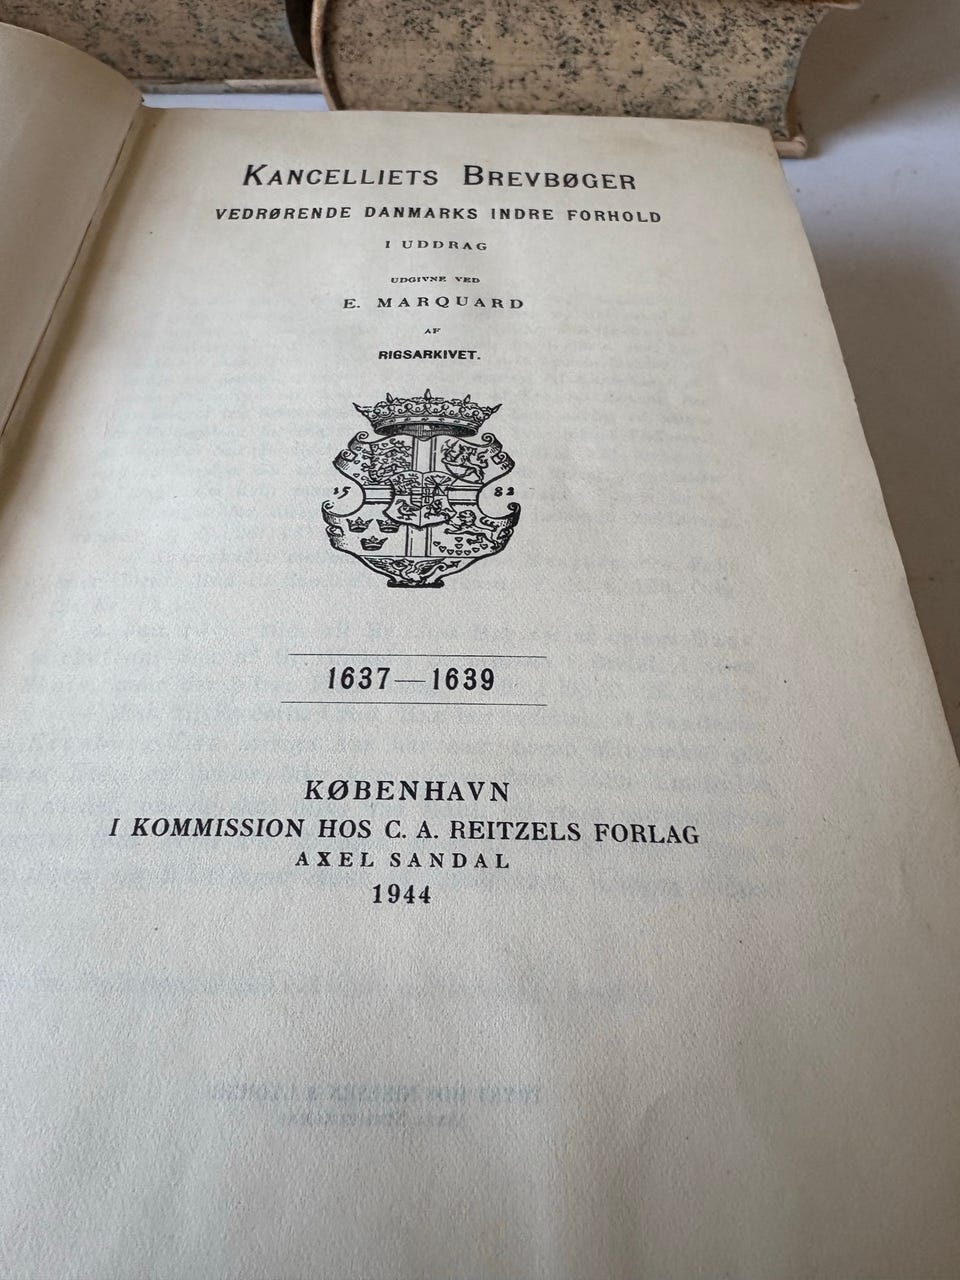 KANCELLIETS BREVBØGER
VEDRØRENDE DANMARKS INDRE FORHOLD
I UDDRAG
UDGIVNE VED
E. MARQUARD
AF
RIGSARKIVET.
15 82
1637—1639
KØBENHAVN
I KOMMISSION HOS C. A. REITZELS FORLAG
AXEL SANDAL
1944